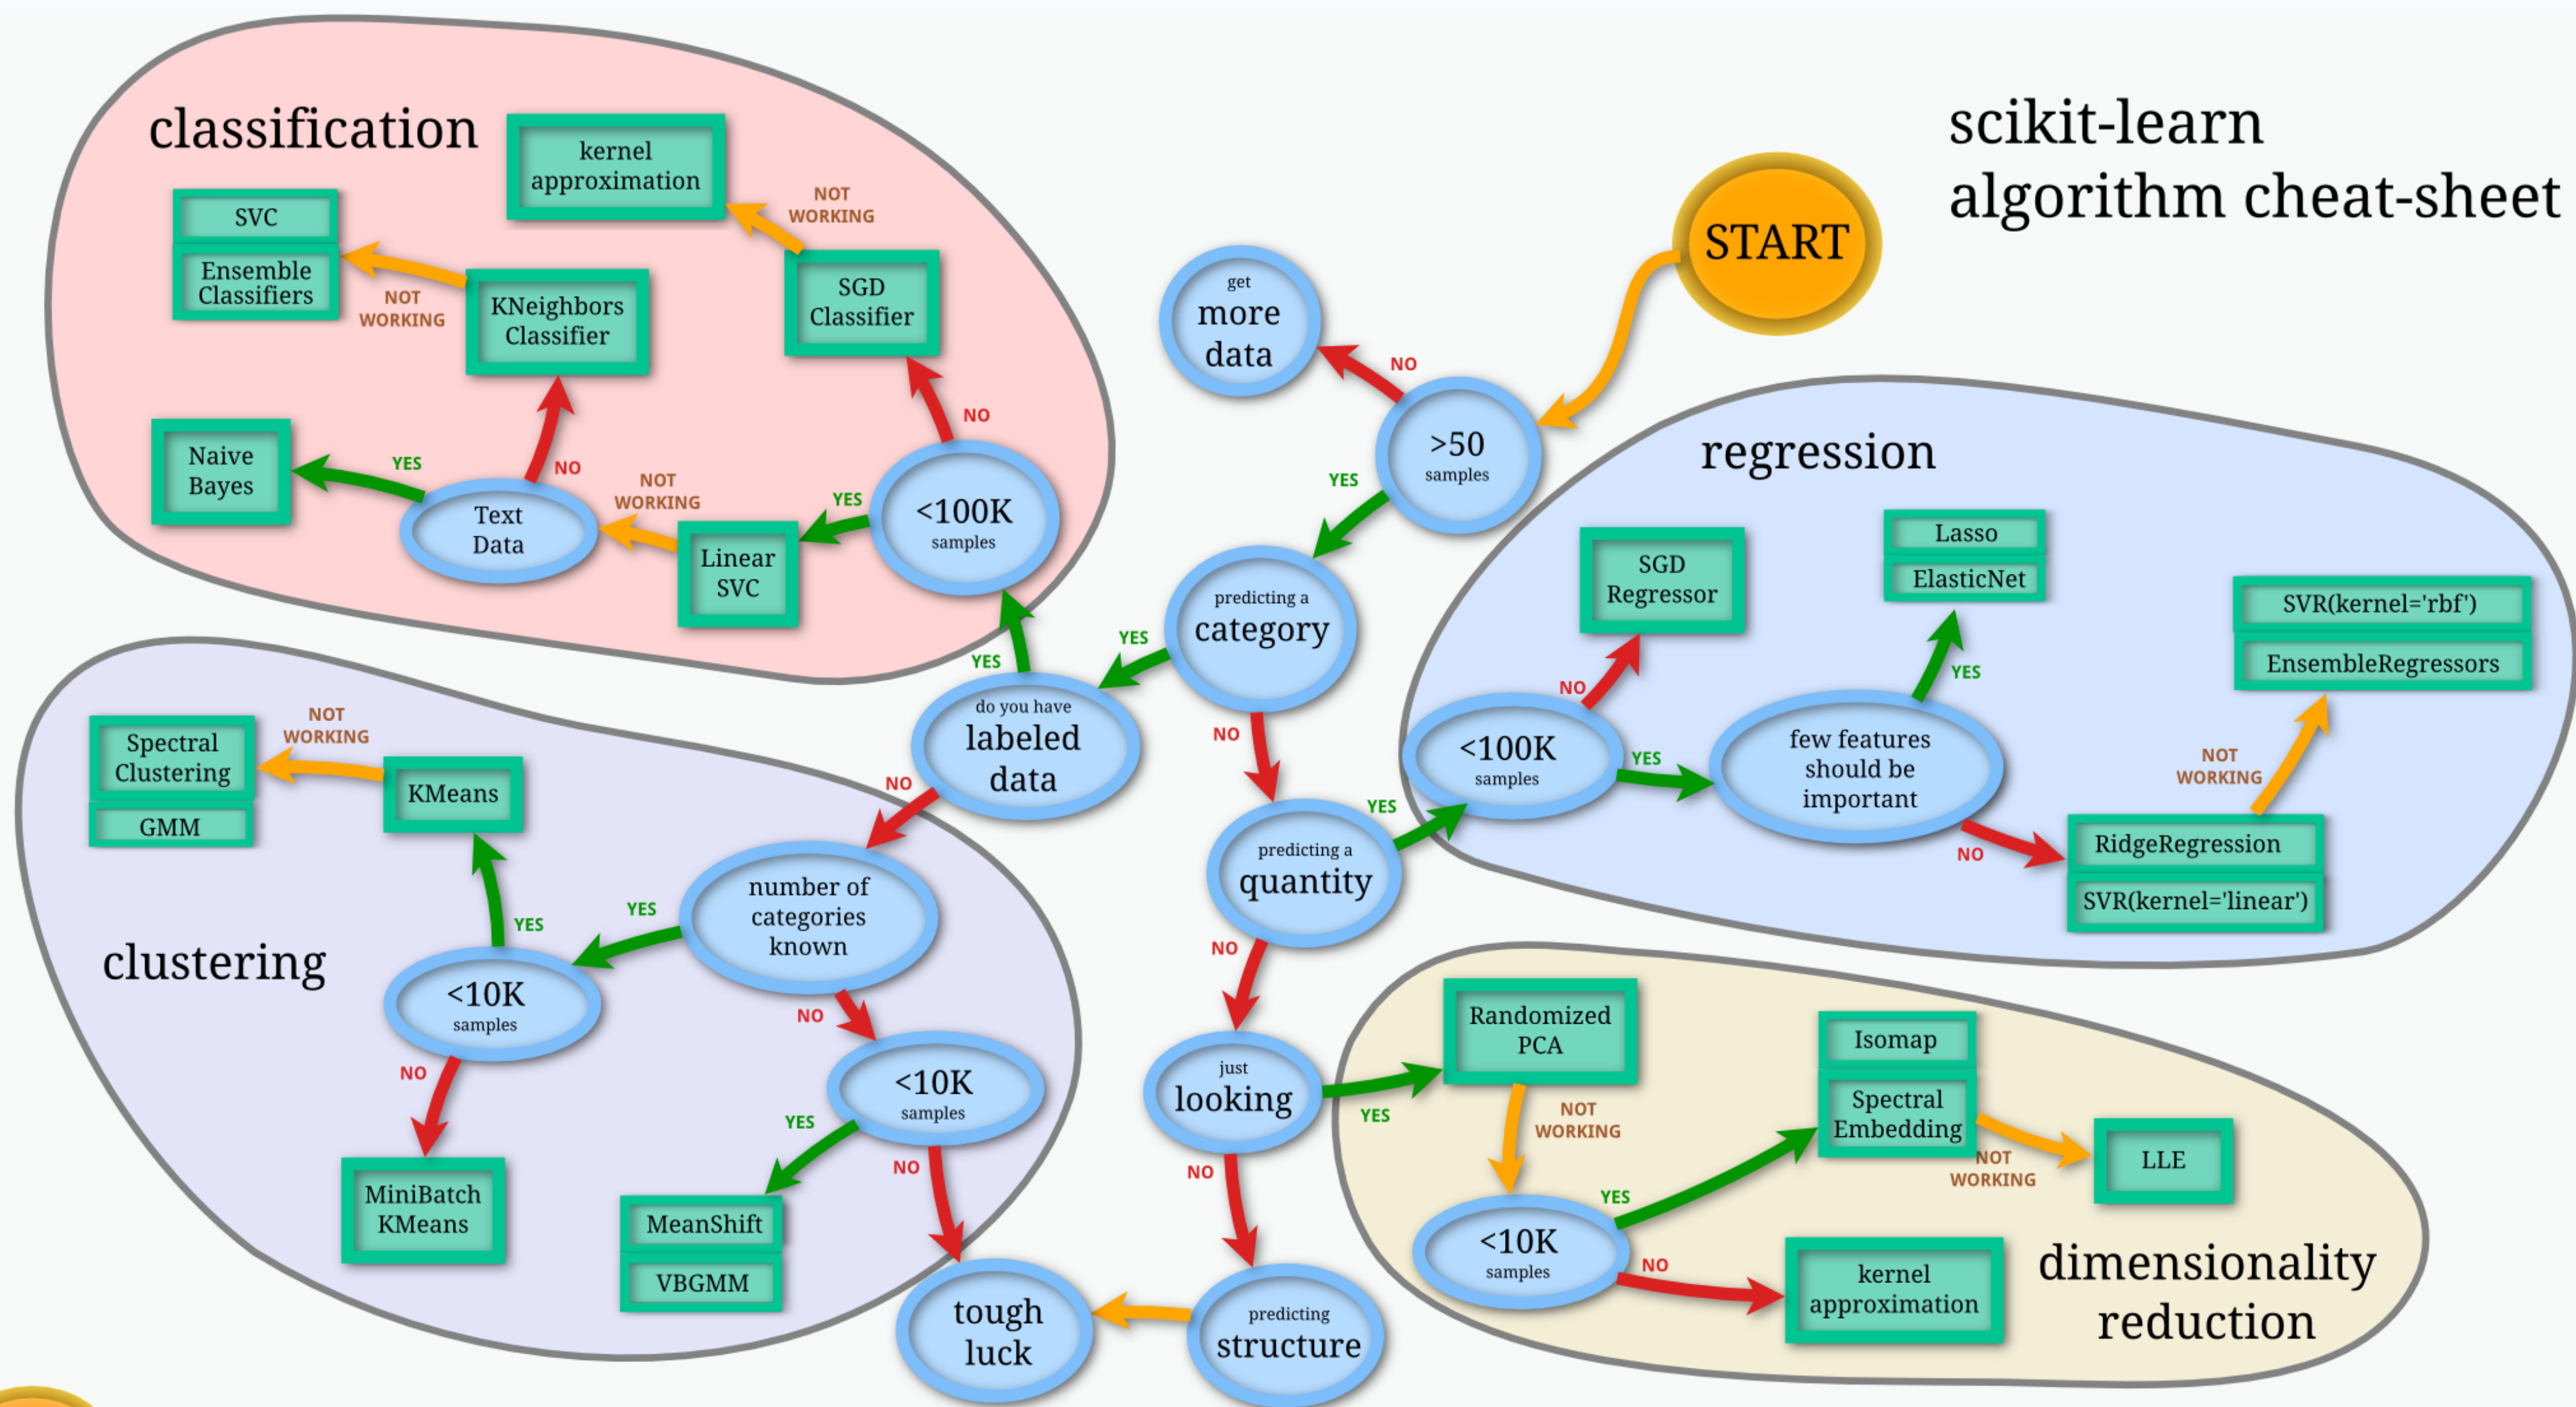 scikit-learn
algorithm cheat-sheet
START
classification
kernel
approximation
NOT
WORKING
SVC
Ensemble
Classifiers
NOT
WORKING
KNeighbors
Classifier
SGD
Classifier
NO
Naive
Bayes
YES
NO
Text
Data
NOT
WORKING
Linear
SVC
YES
<100K
samples
get
more
data
NO
>50
samples
YES
predicting a
category
YES
NO
do you have
labeled
data
YES
NO
predicting a
quantity
YES
NO
just
looking
YES
NO
predicting
structure
tough
luck
regression
SGD
Regressor
NO
<100K
samples
YES
Lasso
ElasticNet
YES
few features
should be
important
NO
SVR(kernel='rbf')
EnsembleRegressors
NOT
WORKING
RidgeRegression
SVR(kernel='linear')
clustering
Spectral
Clustering
GMM
NOT
WORKING
KMeans
YES
<10K
samples
NO
MiniBatch
KMeans
YES
number of
categories
known
NO
<10K
samples
YES
NO
MeanShift
VBGMM
Randomized
PCA
NOT
WORKING
<10K
samples
YES
NO
Isomap
Spectral
Embedding
NOT
WORKING
LLE
kernel
approximation
dimensionality
reduction